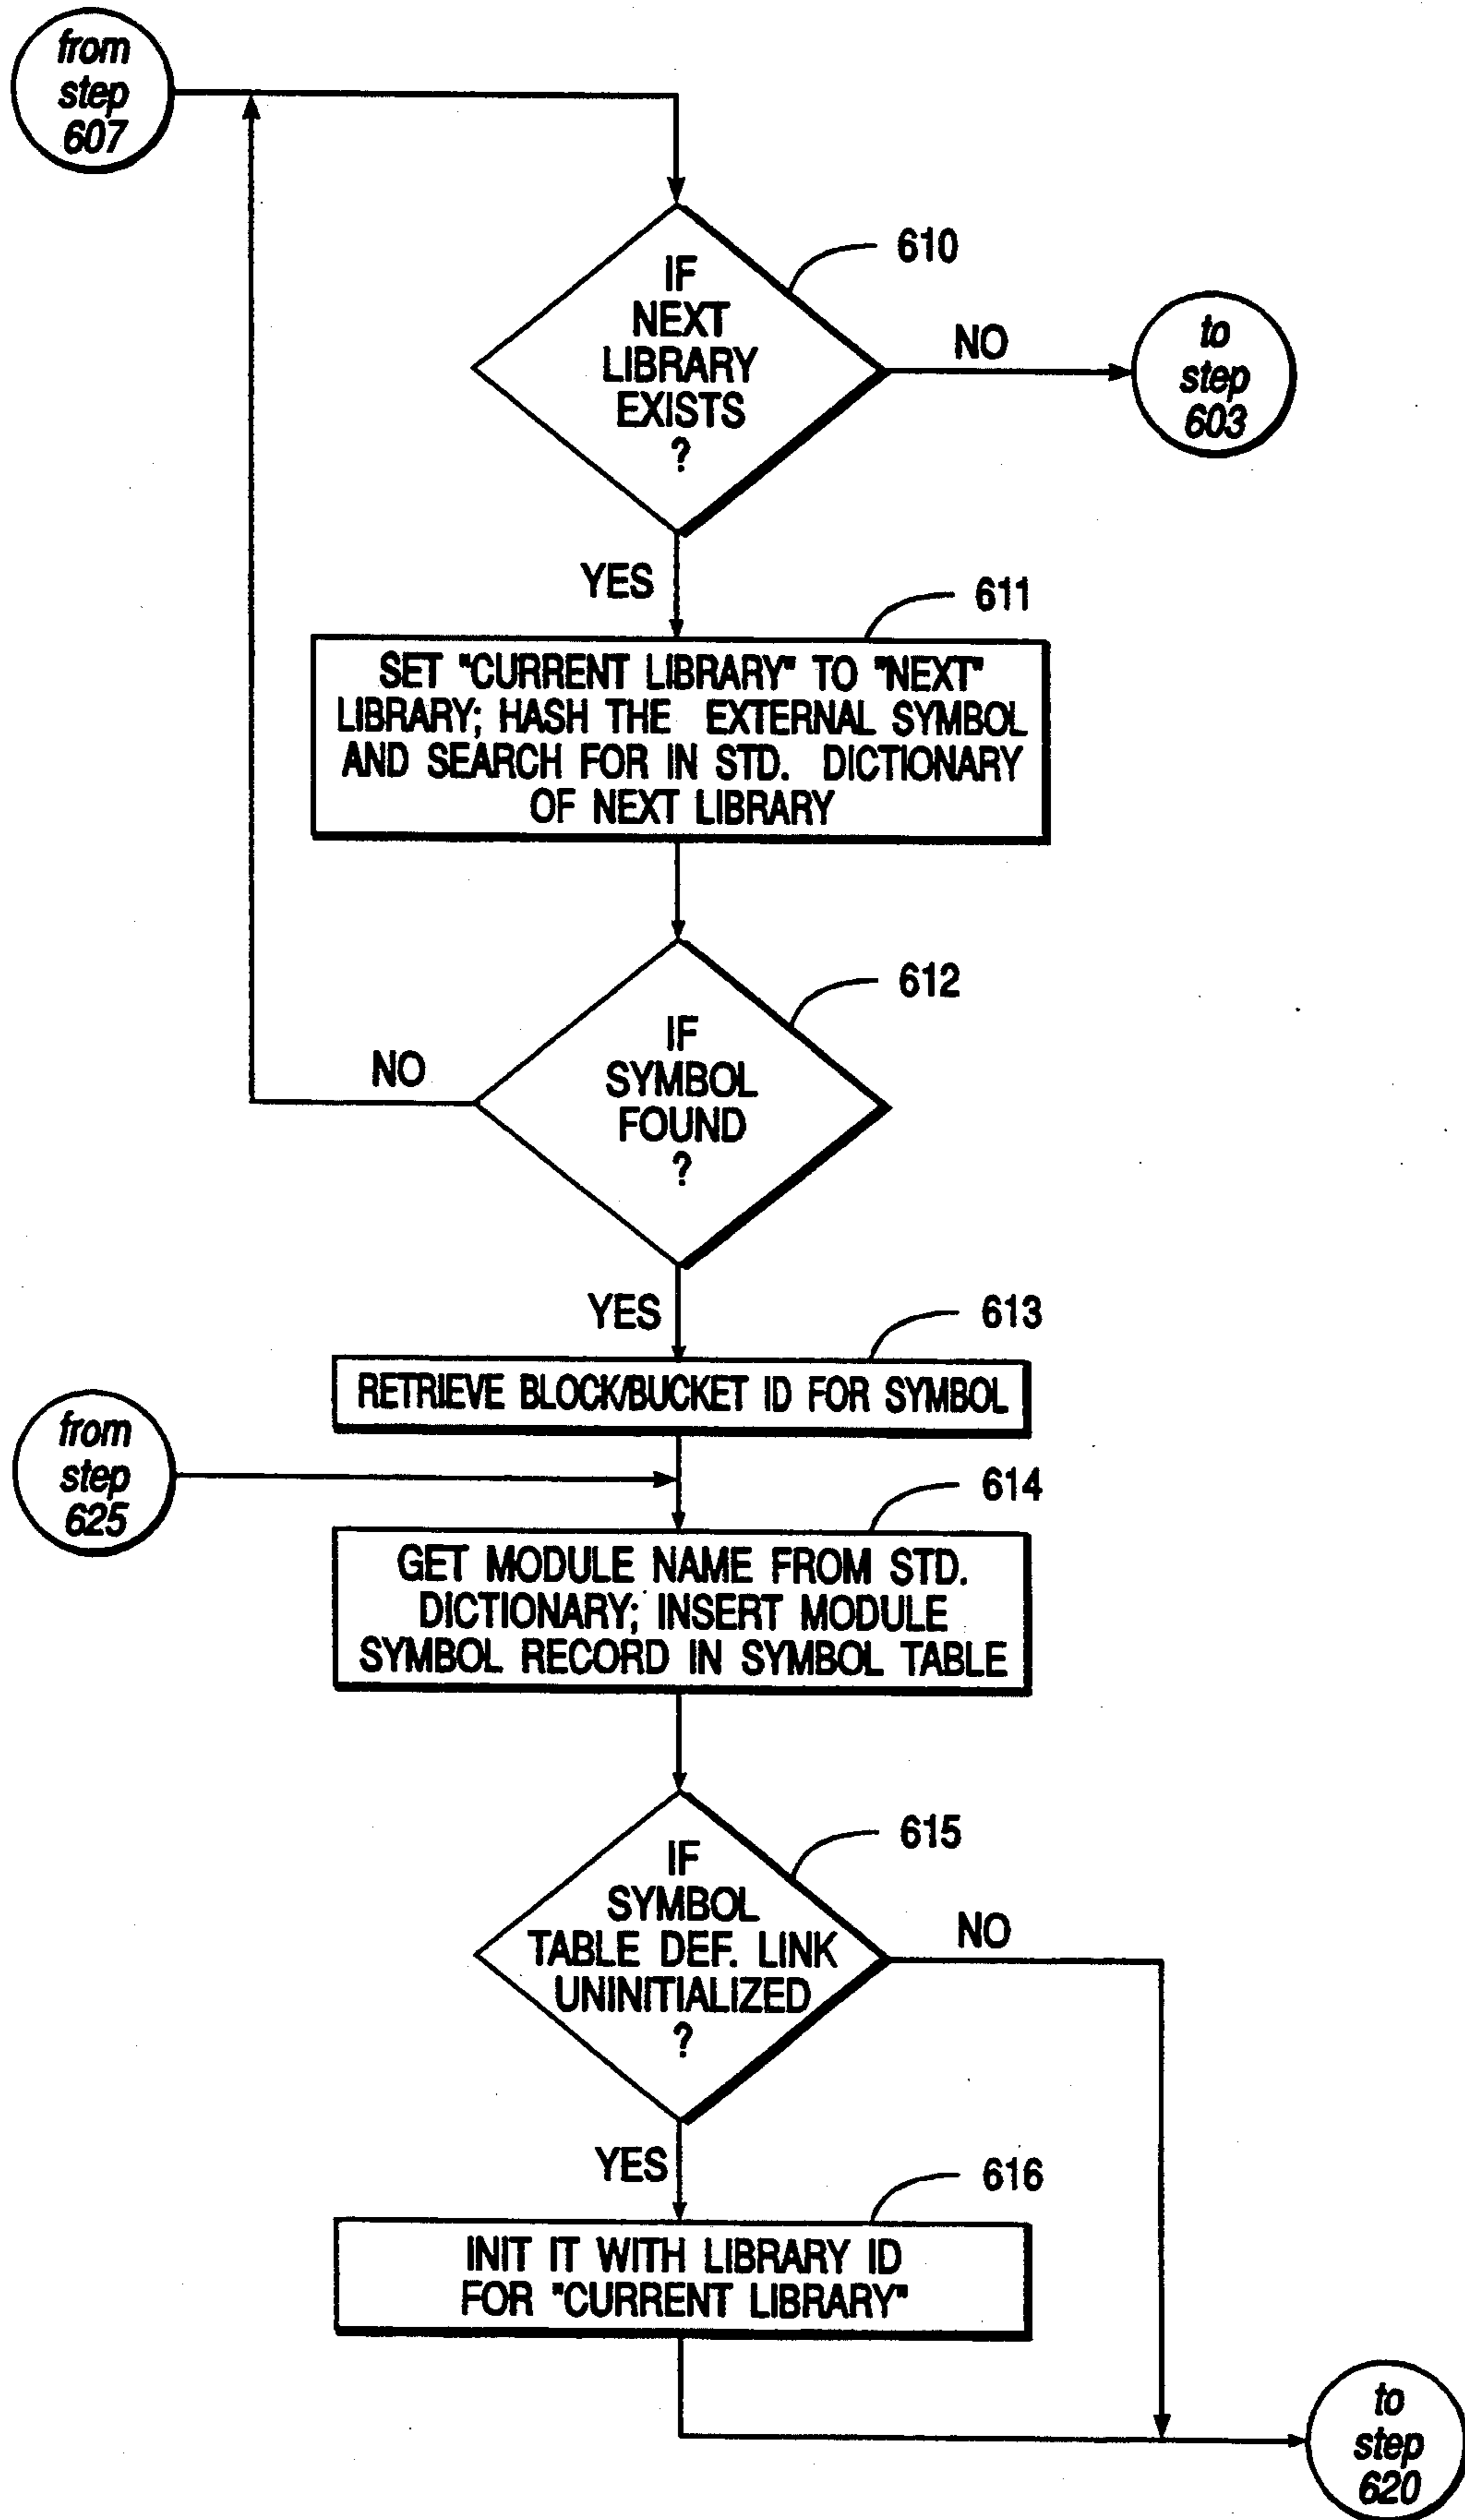 from
step
607
610
IF
NEXT
LIBRARY
EXISTS
?
NO
to
step
603
YES
611
SET "CURRENT LIBRARY" TO "NEXT"
LIBRARY; HASH THE EXTERNAL SYMBOL
AND SEARCH FOR IN STD. DICTIONARY
OF NEXT LIBRARY
612
IF
SYMBOL
FOUND
?
NO
YES
613
RETRIEVE BLOCK/BUCKET ID FOR SYMBOL
from
step
625
614
GET MODULE NAME FROM STD.
DICTIONARY; INSERT MODULE
SYMBOL RECORD IN SYMBOL TABLE
615
IF
SYMBOL
TABLE DEF. LINK
UNINITIALIZED
?
NO
YES
616
INIT IT WITH LIBRARY ID
FOR "CURRENT LIBRARY"
to
step
620